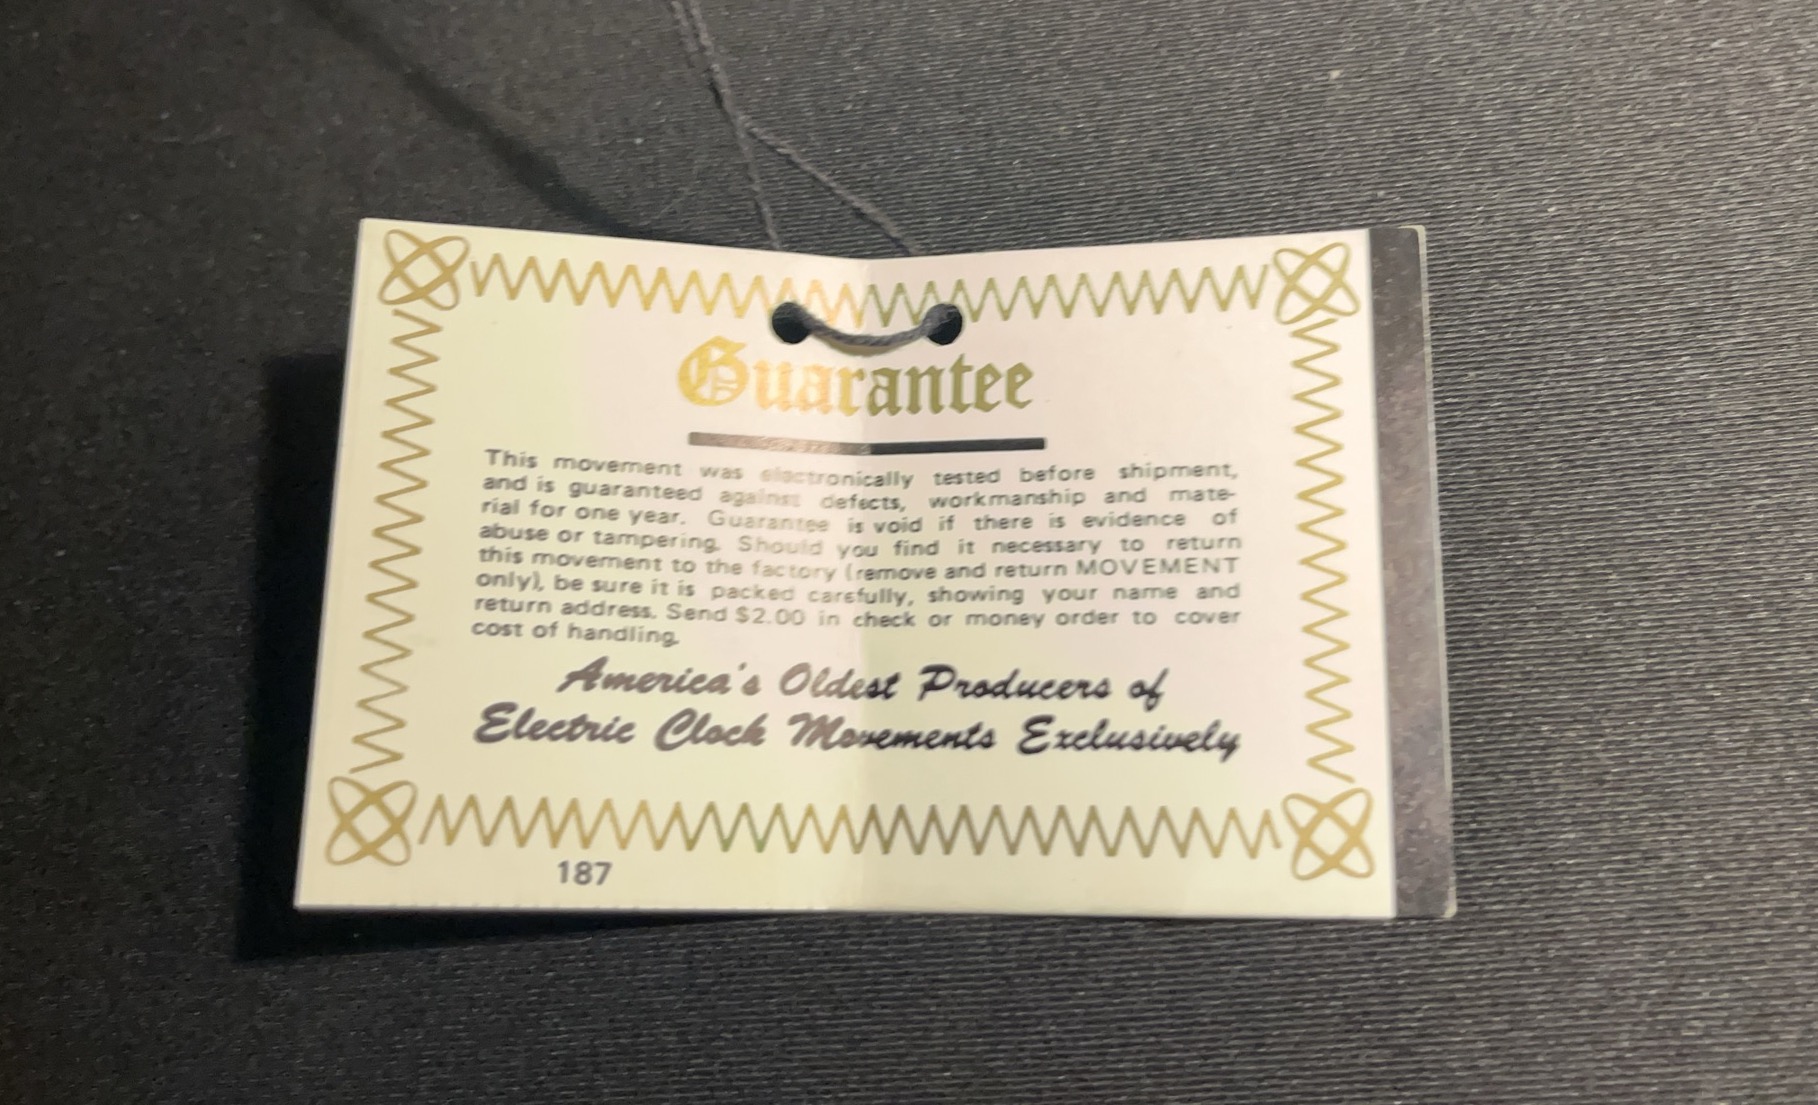 Guarantee
This movement was electronically tested before shipment,
and is guaranteed against defects, workmanship and mate-
rial for one year. Guarantee is void if there is evidence of
abuse or tampering. Should you find it necessary to return
this movement to the factory (remove and return MOVEMENT
only), be sure it is packed carefully, showing your name and
return address. Send $2.00 in check or money order to cover
cost of handling.
America's Oldest Producers of
Electric Clock Movements Exclusively
187